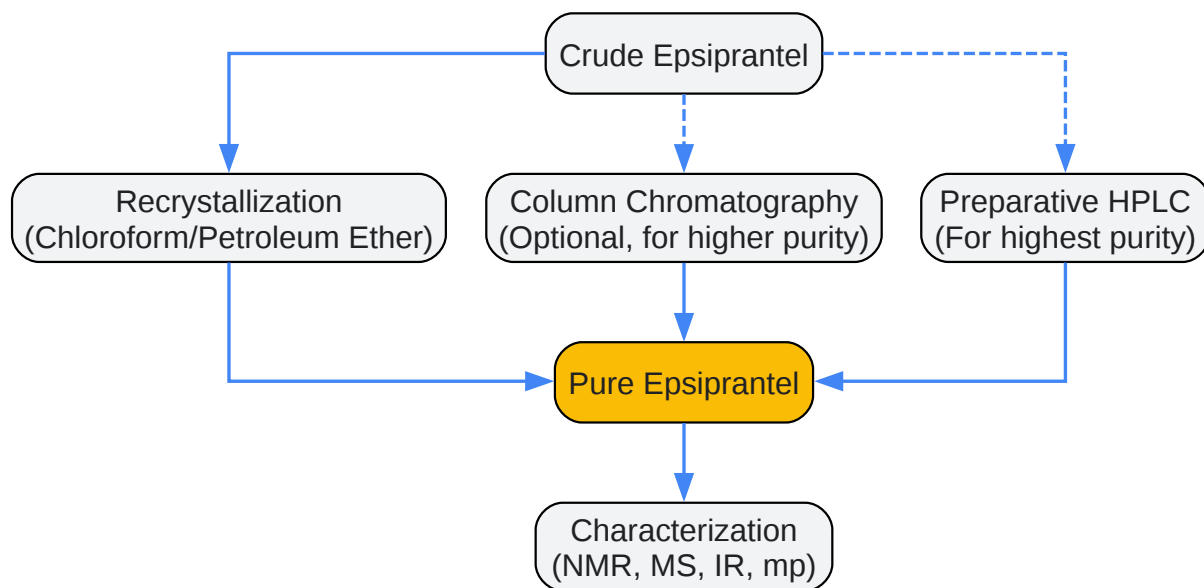 Crude Epsiprantel
Recrystallization
(Chloroform/Petroleum Ether)
Column Chromatography
(Optional, for higher purity)
Preparative HPLC
(For highest purity)
Pure Epsiprantel
Characterization
(NMR, MS, IR, mp)